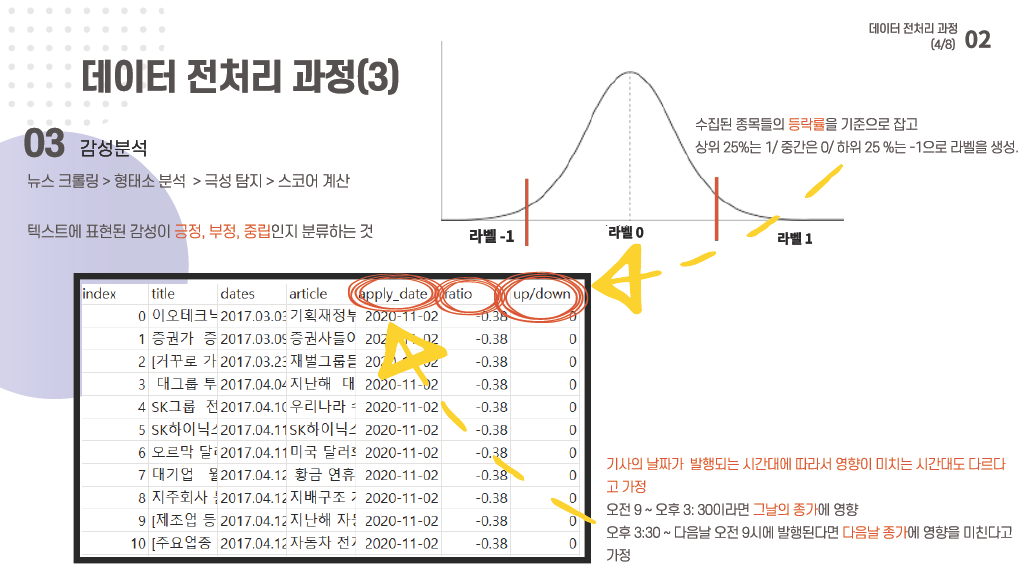 데이터 전처리 과정
(4/8) 02
데이터 전처리 과정(3)
03 감성분석
뉴스 크롤링 > 형태소 분석 > 극성 탐지 > 스코어 계산
텍스트에 표현된 감성이 긍정, 부정, 중립인지 분류하는 것
수집된 종목들의 등락률을 기준으로 잡고
상위 25%는 1/ 중간은 0/ 하위 25 %는 -1으로 라벨을 생성.
라벨 -1 라벨 0 라벨 1
index title dates article apply_date ratio up/down
0 이오테크닉 2017.03.03 기획재정부 2020-11-02 -0.38 0
1 증권가 증 2017.03.09 증권사들이 2020-11-02 -0.38 0
2 [거꾸로 가 2017.03.23 재벌그룹들 2020-11-02 -0.38 0
3 대그룹 투 2017.04.04 지난해 대 2020-11-02 -0.38 0
4 SK그룹 전 2017.04.10 우리나라 2020-11-02 -0.38 0
5 SK하이닉스 2017.04.11 SK하이닉스 2020-11-02 -0.38 0
6 오르막 달러 2017.04.11 미국 달러화 2020-11-02 -0.38 0
7 대기업 월 2017.04.12 황금 연휴 2020-11-02 -0.38 0
8 지주회사 2017.04.12 지배구조 2020-11-02 -0.38 0
9 [제조업 등 2017.04.12 지난해 자동 2020-11-02 -0.38 0
10 [주요업종 2017.04.12 자동차 전자 2020-11-02 -0.38 0
기사의 날짜가 발행되는 시간대에 따라서 영향이 미치는 시간대도 다르다
고 가정
오전 9 ~ 오후 3: 30이라면 그날의 종가에 영향
오후 3:30 ~ 다음날 오전 9시에 발행된다면 다음날 종가에 영향을 미친다고
가정